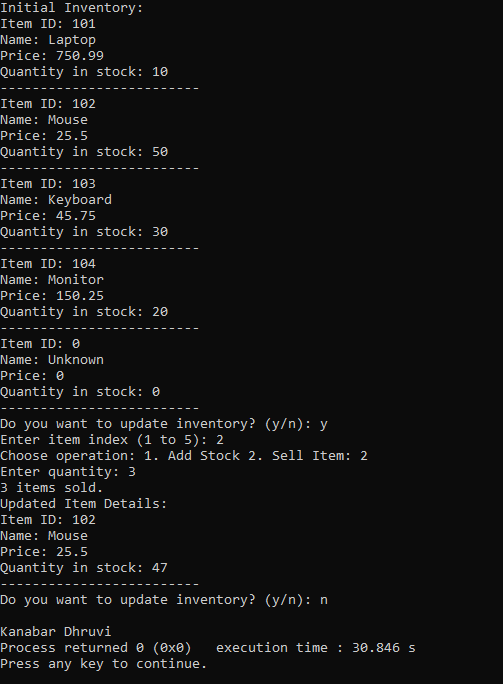 Initial Inventory:
Item ID: 101
Name: Laptop
Price: 750.99
Quantity in stock: 10
-------------------------
Item ID: 102
Name: Mouse
Price: 25.5
Quantity in stock: 50
-------------------------
Item ID: 103
Name: Keyboard
Price: 45.75
Quantity in stock: 30
-------------------------
Item ID: 104
Name: Monitor
Price: 150.25
Quantity in stock: 20
-------------------------
Item ID: 0
Name: Unknown
Price: 0
Quantity in stock: 0
-------------------------
Do you want to update inventory? (y/n): y
Enter item index (1 to 5): 2
Choose operation: 1. Add Stock 2. Sell Item: 2
Enter quantity: 3
3 items sold.
Updated Item Details:
Item ID: 102
Name: Mouse
Price: 25.5
Quantity in stock: 47
-------------------------
Do you want to update inventory? (y/n): n

Kanabar Dhruvi
Process returned 0 (0x0)   execution time : 30.846 s
Press any key to continue.